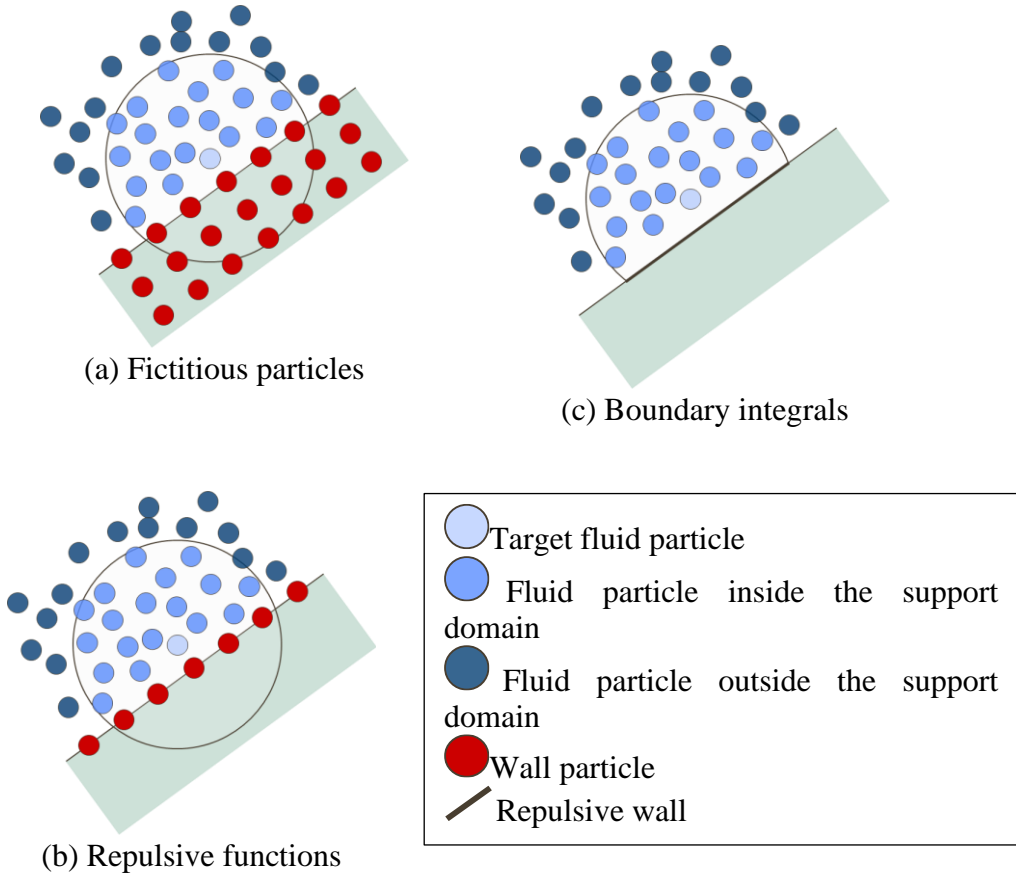 (a) Fictitious particles
(c) Boundary integrals
(b) Repulsive functions
Target fluid particle
Fluid particle inside the support
domain
Fluid particle outside the support
domain
Wall particle
Repulsive wall